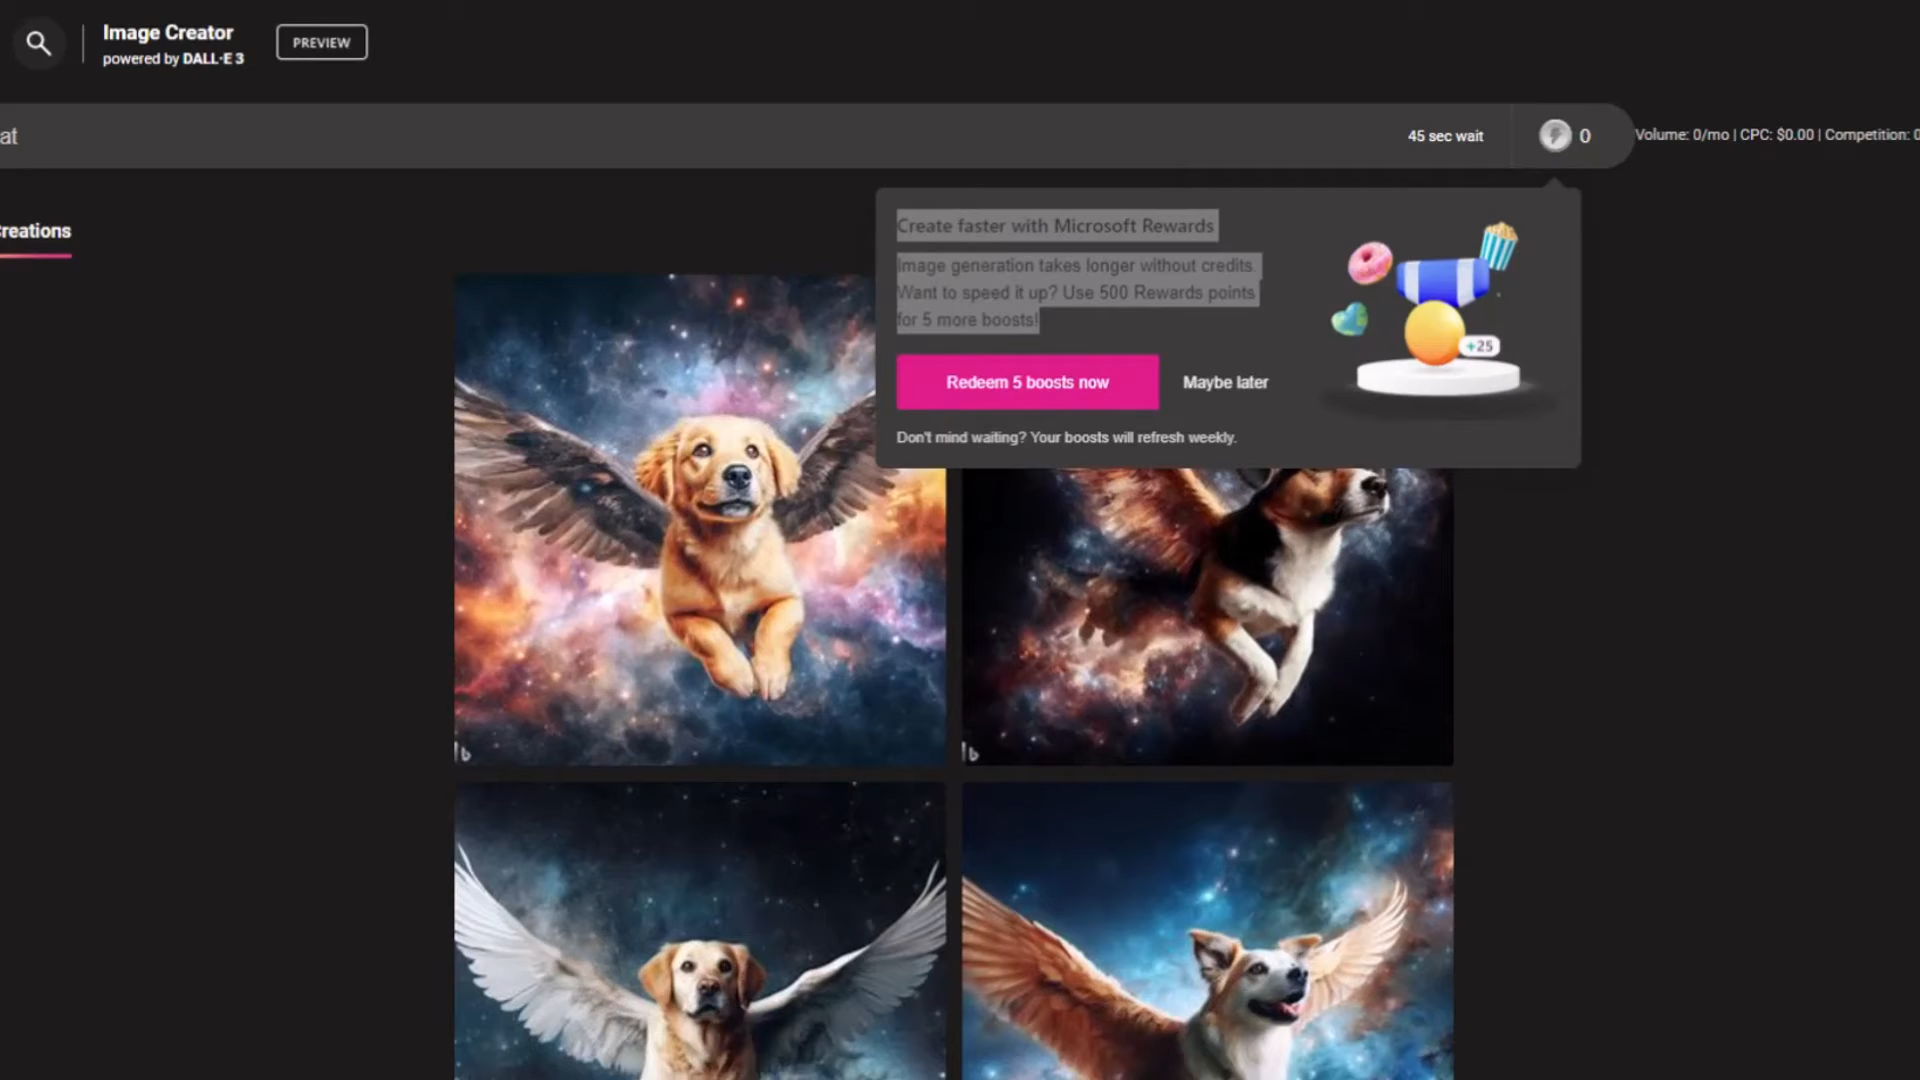 Image Creator
powered by DALL·E 3
PREVIEW
at
45 sec wait
0
Volume: 0/mo | CPC: $0.00 | Competition: 0
reations
Create faster with Microsoft Rewards
Image generation takes longer without credits.
Want to speed it up? Use 500 Rewards points
for 5 more boosts!
+25
Redeem 5 boosts now
Maybe later
Don't mind waiting? Your boosts will refresh weekly.
b
b